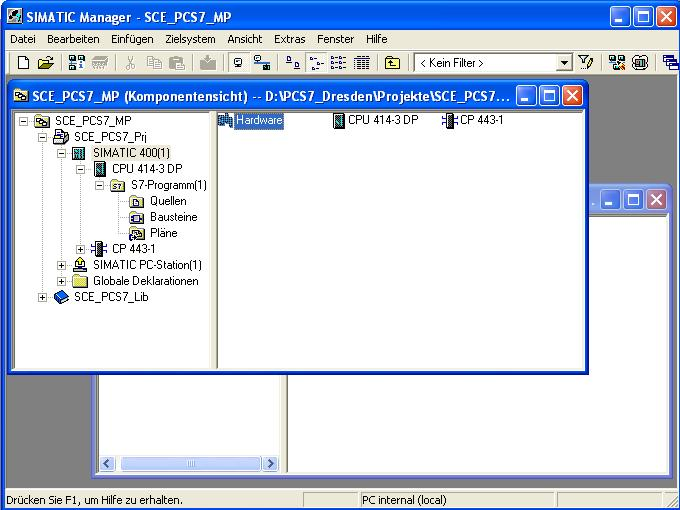 SIMATIC Manager - SCE_PCS7_MP
Datei Bearbeiten Einfügen Zielsystem Ansicht Extras Fenster Hilfe
< Kein Filter >
SCE_PCS7_MP (Komponentensicht) -- D:\PCS7_Dresden\Projekte\SCE_PCS7...
SCE_PCS7_MP
SCE_PCS7_Prj
SIMATIC 400(1)
CPU 414-3 DP
S7-Programm(1)
Quellen
Bausteine
Pläne
CP 443-1
SIMATIC PC-Station(1)
Globale Deklarationen
SCE_PCS7_Lib
Hardware CPU 414-3 DP CP 443-1
Drücken Sie F1, um Hilfe zu erhalten. PC internal (local)